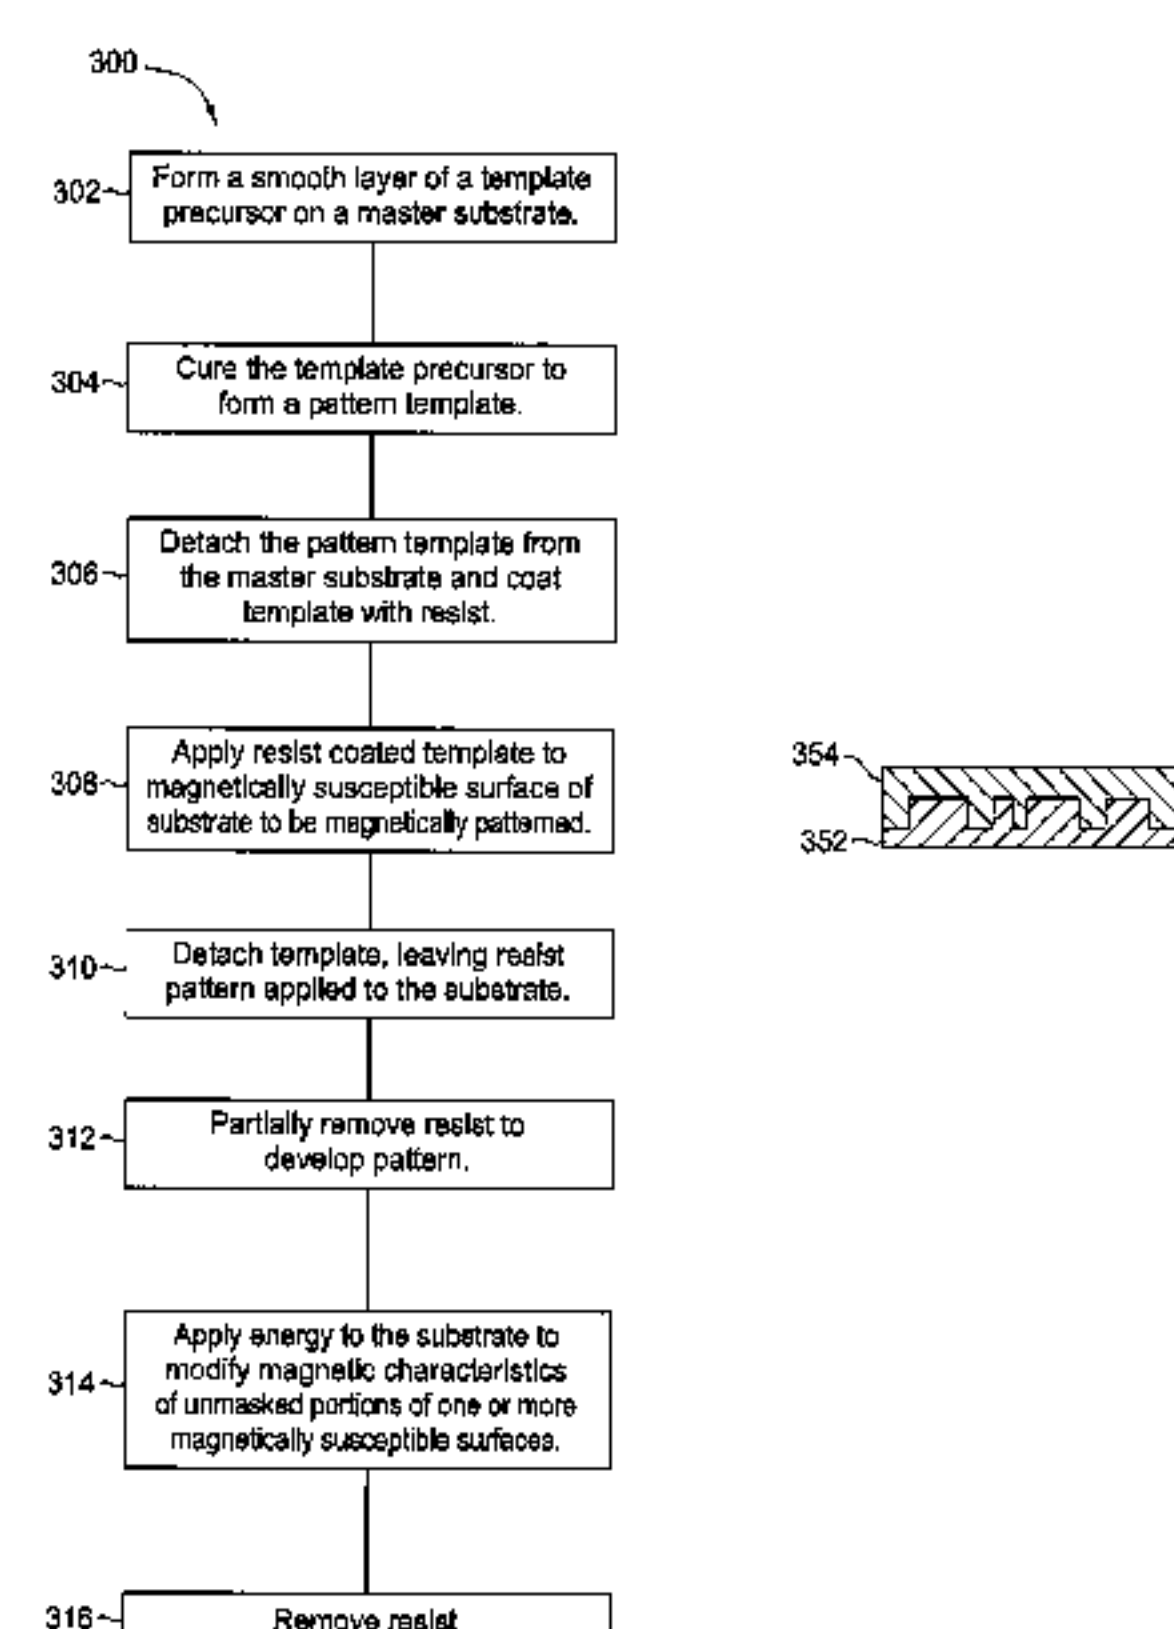 300
302
Form a smooth layer of a template
precursor on a master substrate.
304
Cure the template precursor to
form a pattern template.
306
Detach the pattern template from
the master substrate and coat
template with resist.
308
Apply resist coated template to
magnetically susceptible surface of
substrate to be magnetically patterned.
354
352
310
Detach template, leaving resist
pattern applied to the substrate.
312
Partially remove resist to
develop pattern.
314
Apply energy to the substrate to
modify magnetic characteristics
of unmasked portions of one or more
magnetically susceptible surfaces.
316
Remove resist